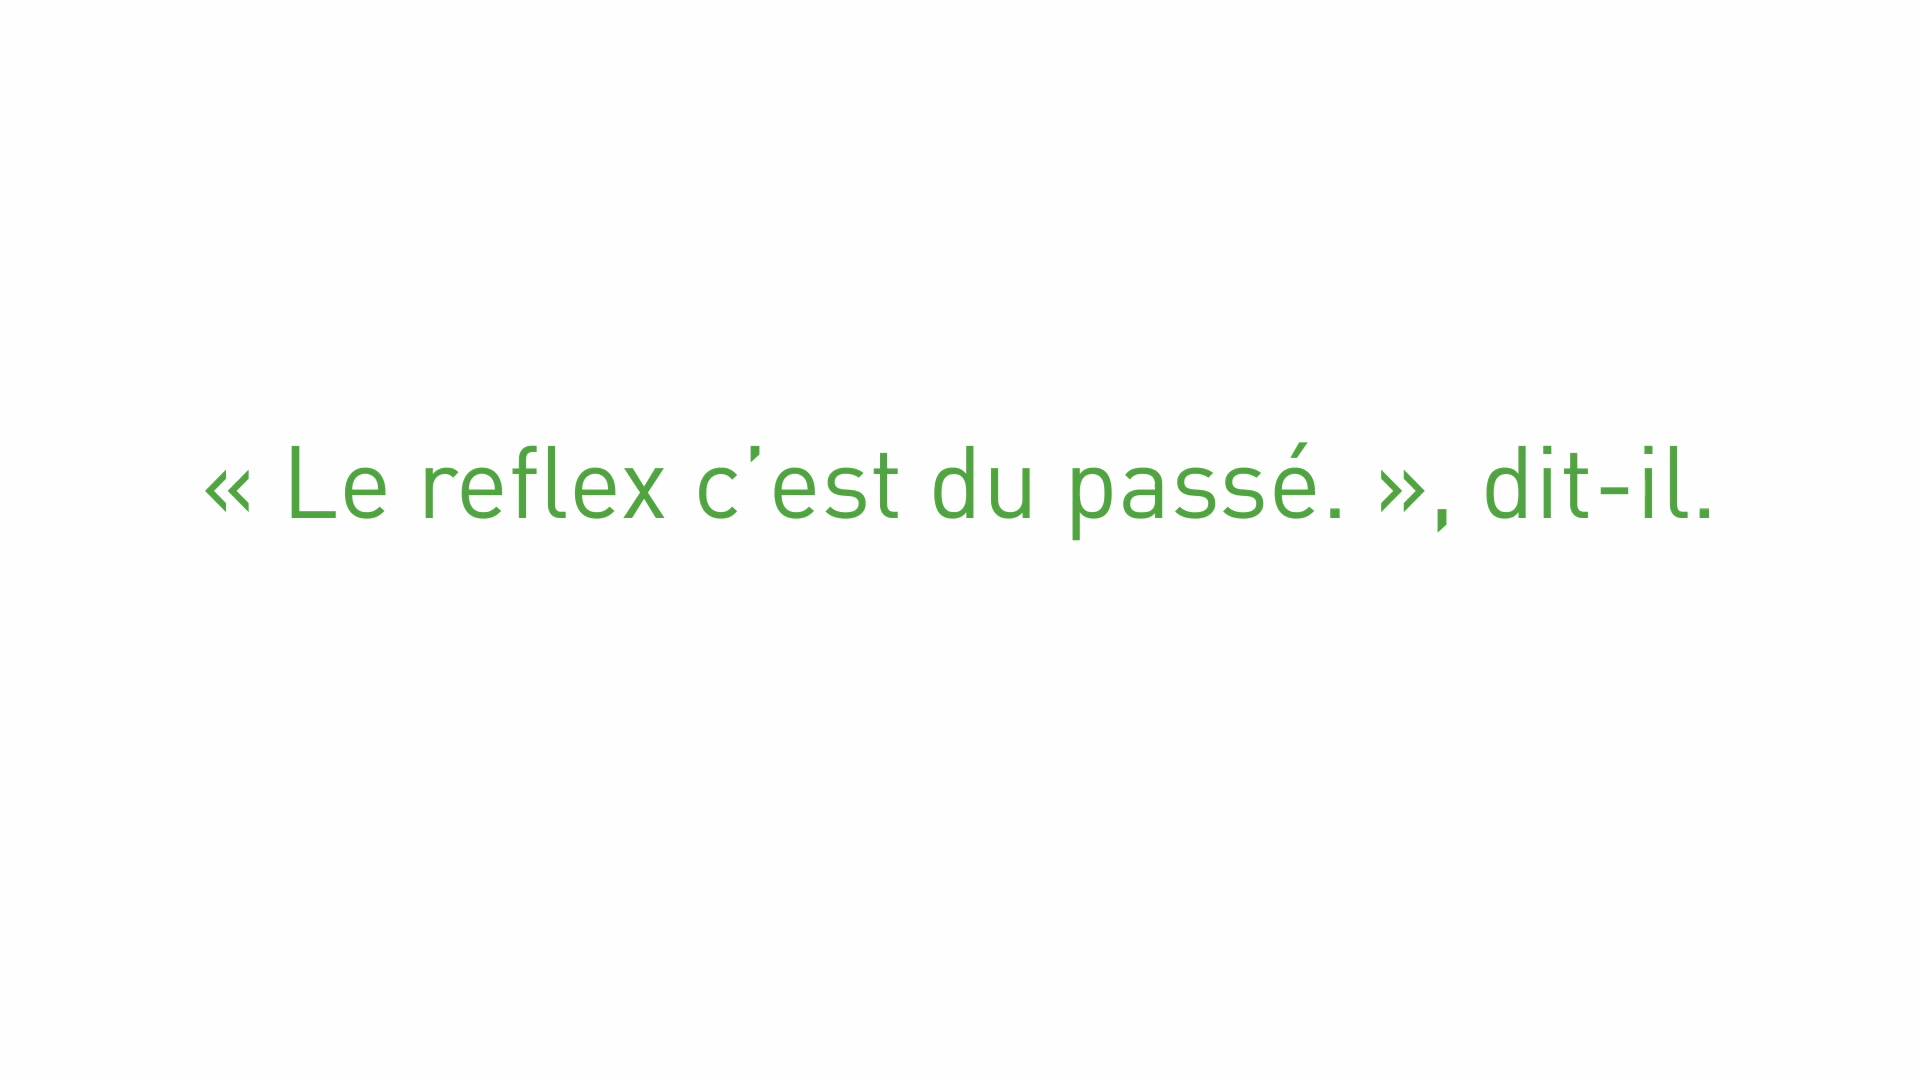 « Le reflex c’est du passé. », dit-il.